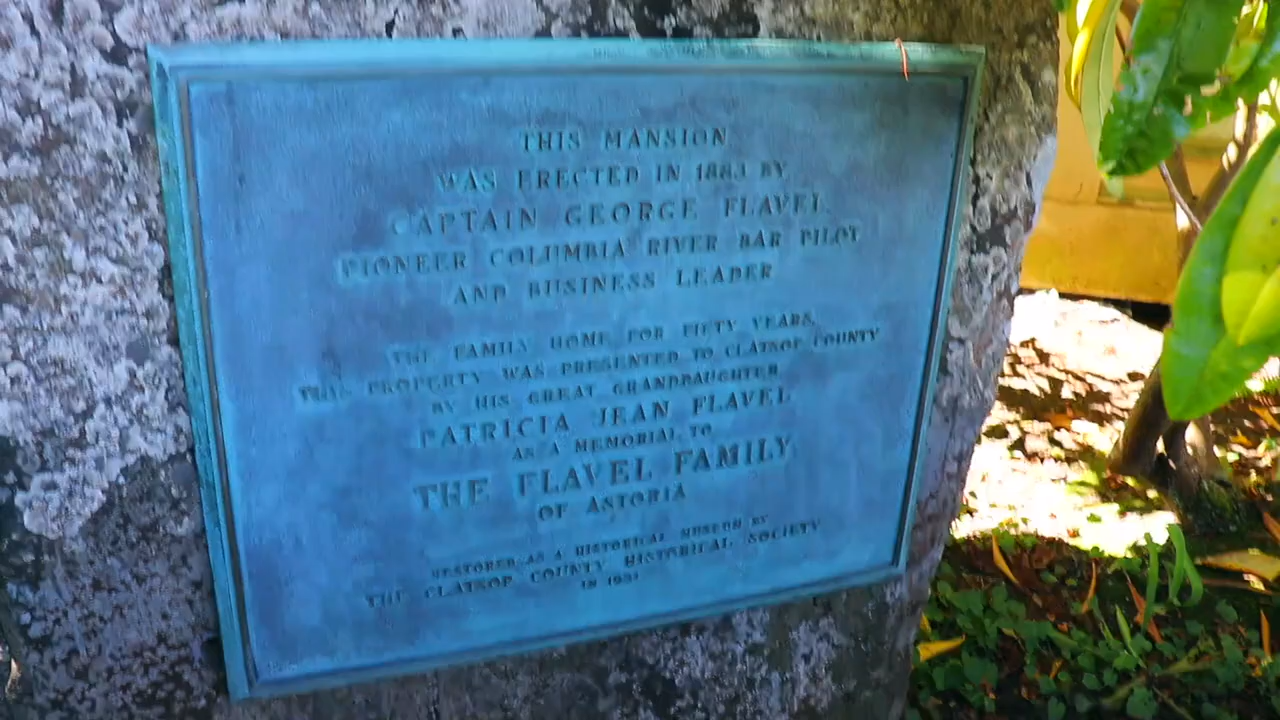 THIS MANSION
WAS ERECTED IN 1883 BY
CAPTAIN GEORGE FLAVEL
PIONEER COLUMBIA RIVER BAR PILOT
AND BUSINESS LEADER
THE FAMILY HOME FOR FIFTY YEARS,
THIS PROPERTY WAS PRESENTED TO CLATSOP COUNTY
BY HIS GREAT GRANDDAUGHTER
PATRICIA JEAN FLAVEL
AS A MEMORIAL TO
THE FLAVEL FAMILY
OF ASTORIA
RESTORED AS A HISTORICAL MUSEUM BY
THE CLATSOP COUNTY HISTORICAL SOCIETY
IN